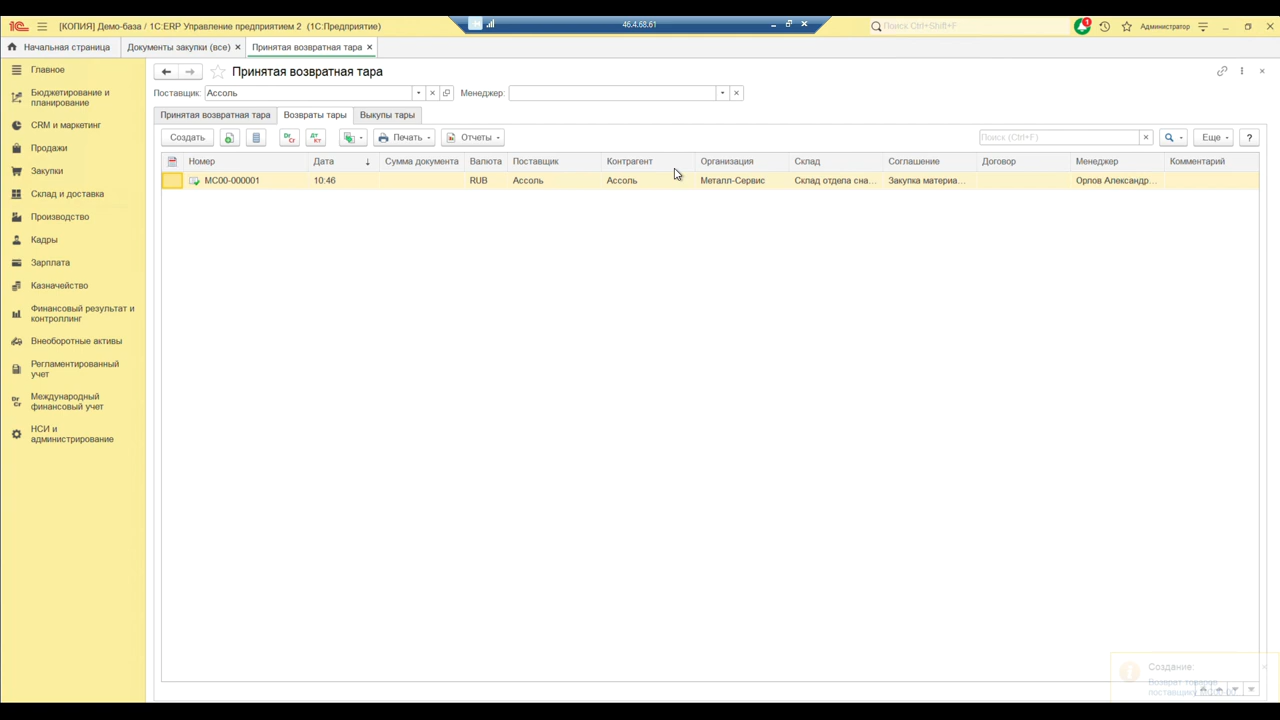 [КОПИЯ] Демо-база / 1С:ERP Управление предприятием 2 (1С:Предприятие)
46.4.68.61
Поиск Ctrl+Shift+F
1
Администратор
Начальная страница
Документы закупки (все)
Принятая возвратная тара
Главное
Бюджетирование и
планирование
CRM и маркетинг
Продажи
Закупки
Склад и доставка
Производство
Кадры
Зарплата
Казначейство
Финансовый результат и
контроллинг
Внеоборотные активы
Регламентированный
учет
Международный
финансовый учет
НСИ и
администрирование
Принятая возвратная тара
Поставщик: Ассоль
Менеджер:
Принятая возвратная тара
Возвраты тары
Выкупы тары
Создать
Печать
Отчеты
Поиск (Ctrl+F)
Еще
?
Номер Дата Сумма документа Валюта Поставщик Контрагент Организация Склад Соглашение Договор Менеджер Комментарий
МС00-000001 10:46 RUB Ассоль Ассоль Металл-Сервис Склад отдела сна... Закупка материа... Орлов Александр...
Создание:
Возврат товаров
поставщику